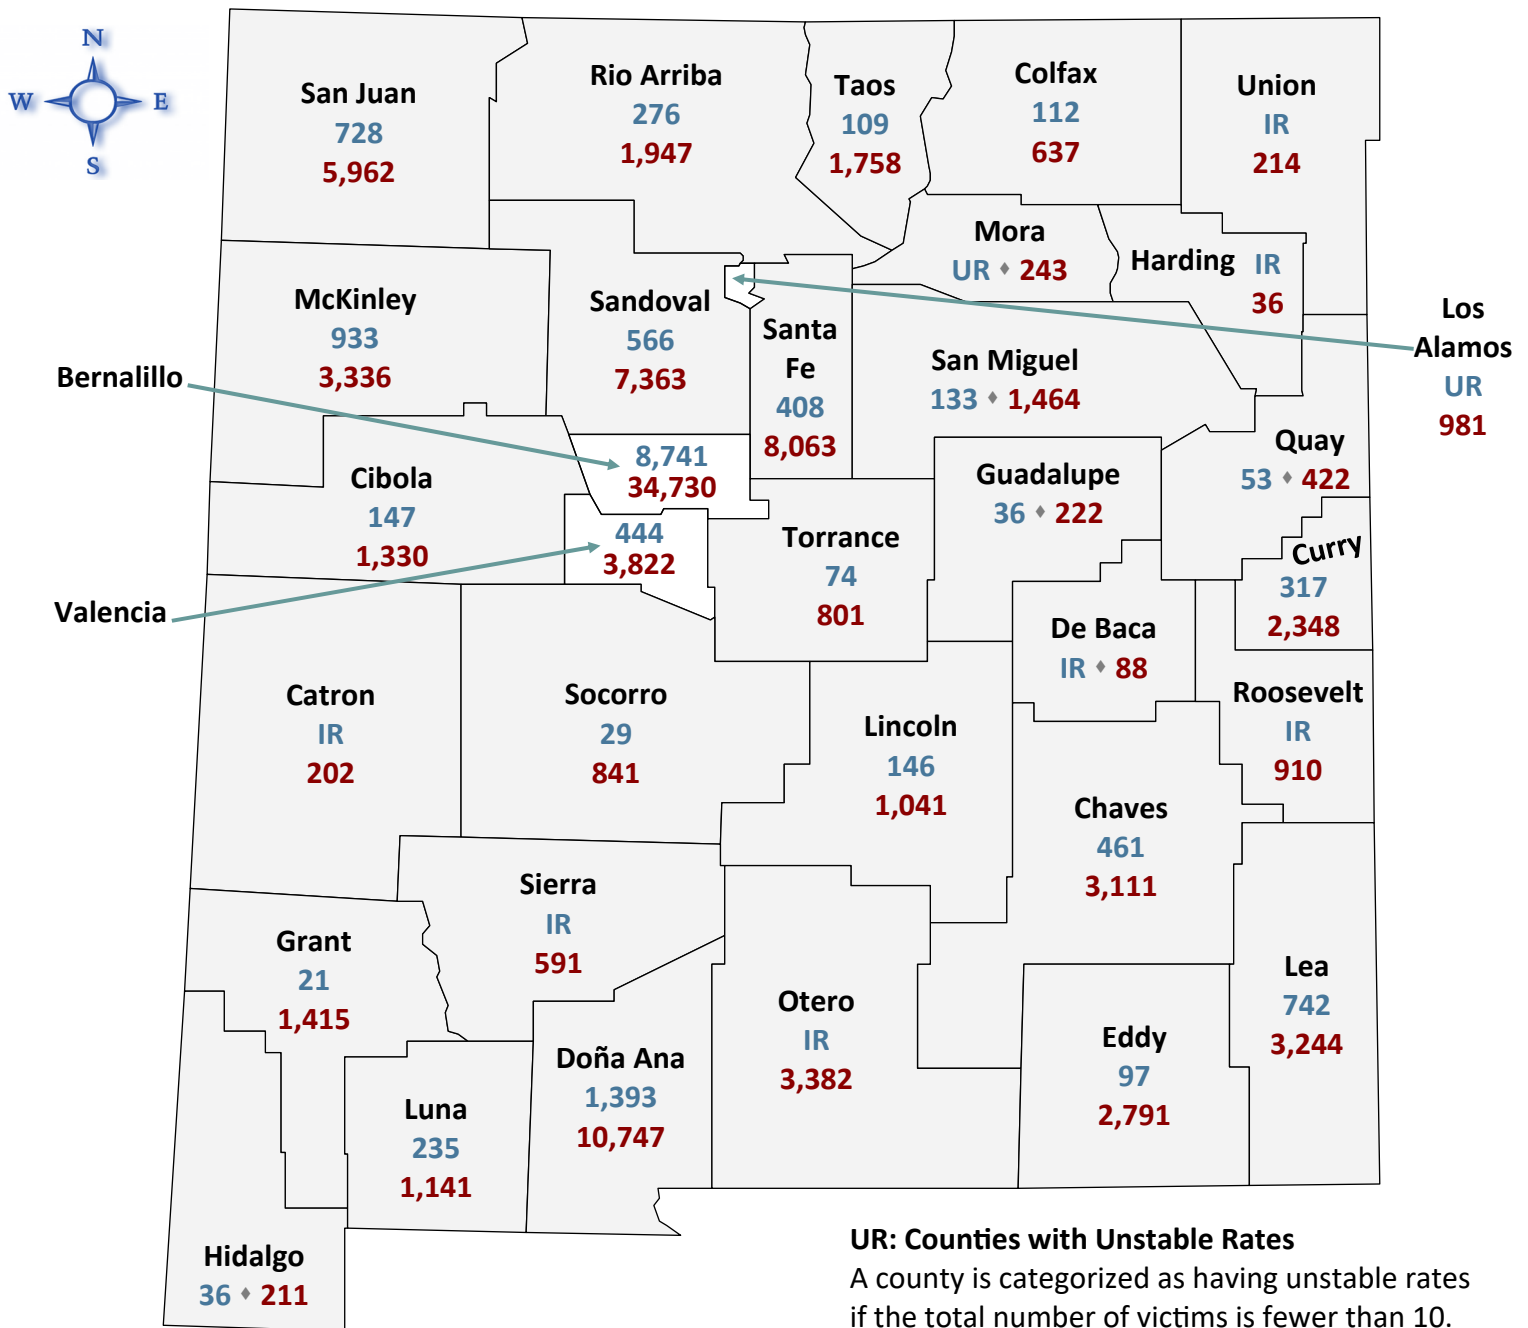 N
W E
S
San Juan
728
5,962
Rio Arriba
276
1,947
Taos
109
1,758
Colfax
112
637
Union
IR
214
Mora
UR ♦ 243
Harding IR
36
McKinley
933
3,336
Sandoval
566
7,363
Santa
Fe
408
8,063
San Miguel
133 ♦ 1,464
Los
Alamos
UR
981
Bernalillo
8,741
34,730
Cibola
147
1,330
Valencia
444
3,822
Torrance
74
801
Guadalupe
36 ♦ 222
Quay
53 ♦ 422
Curry
317
2,348
De Baca
IR ♦ 88
Roosevelt
IR
910
Catron
IR
202
Socorro
29
841
Lincoln
146
1,041
Chaves
461
3,111
Sierra
IR
591
Grant
21
1,415
Otero
IR
3,382
Lea
742
3,244
Eddy
97
2,791
Doña Ana
1,393
10,747
Luna
235
1,141
Hidalgo
36 ♦ 211
UR: Counties with Unstable Rates
A county is categorized as having unstable rates
if the total number of victims is fewer than 10.